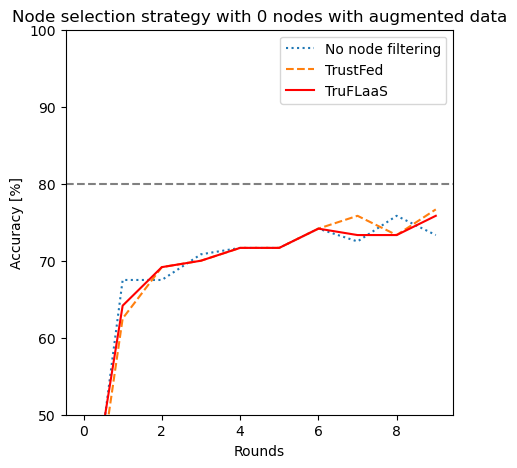 Node selection strategy with 0 nodes with augmented data
No node filtering
TrustFed
TruFLaaS
Accuracy [%]
100
90
80
70
60
50
0 2 4 6 8
Rounds